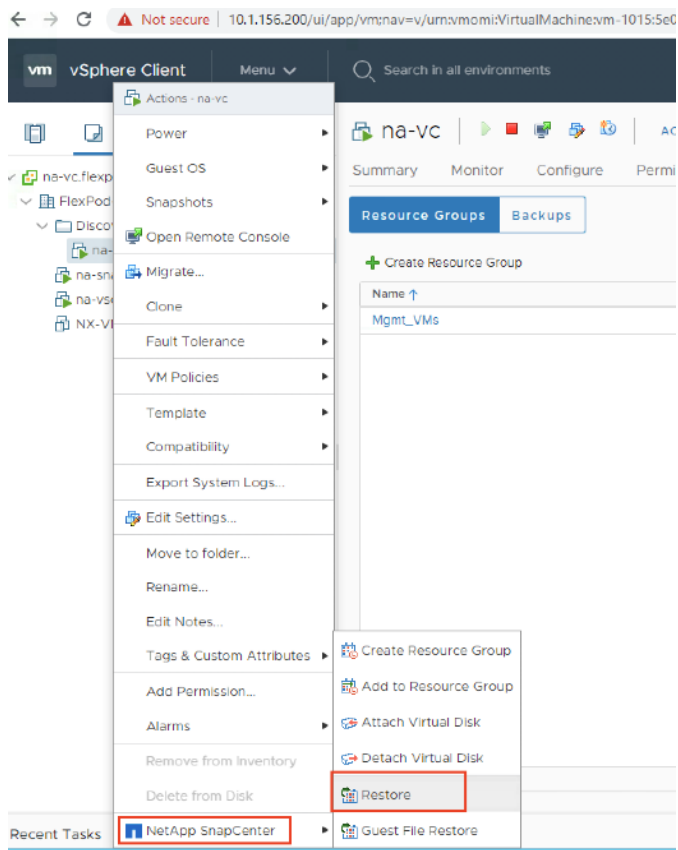 Not secure
10.1.156.200/ui/app/vm;nav=v/urn:vmomi:VirtualMachine:vm-1015:5e0
vm vSphere Client Menu Search in all environments
Actions - na-vc
Power
Guest OS
Snapshots
Open Remote Console
Migrate...
Clone
Fault Tolerance
VM Policies
Template
Compatibility
Export System Logs...
Edit Settings...
Move to folder...
Rename...
Edit Notes...
Tags & Custom Attributes
Add Permission...
Alarms
Remove from Inventory
Delete from Disk
NetApp SnapCenter
na-vc.flexp
FlexPod
Disco
na-
na-sn
na-vs
NX-V
na-vc
AC
Summary Monitor Configure Permi
Resource Groups Backups
Create Resource Group
Name
Mgmt_VMs
Create Resource Group
Add to Resource Group
Attach Virtual Disk
Detach Virtual Disk
Restore
Guest File Restore
Recent Tasks